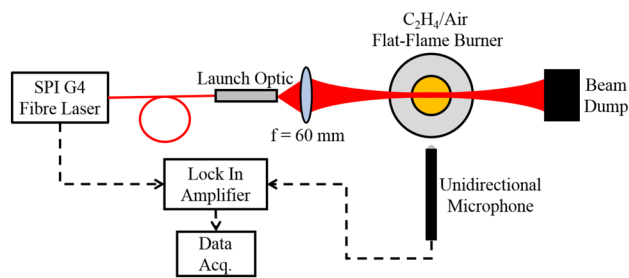 C₂H₄/Air
Flat-Flame Burner
SPI G4
Fibre Laser
Launch Optic
f = 60 mm
Beam
Dump
Lock In
Amplifier
Unidirectional
Microphone
Data
Acq.